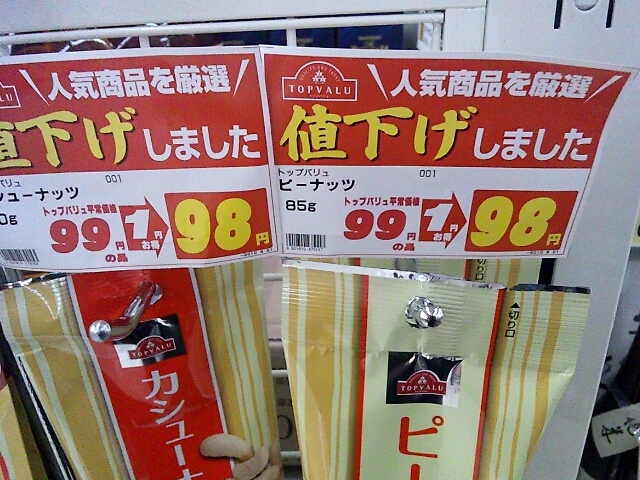 人気商品を厳選
値下げしました
001
シューナッツ
0g
トップバリュ平常価格
99円
の品
1円
お得
98円
TOPVALU
人気商品を厳選
値下げしました
トップバリュ
001
ピーナッツ
85g
トップバリュ平常価格
99円
の品
1円
お得
98円
TOPVALU
カシューナ
TOPVALU
▲切り口
切り口
ピー